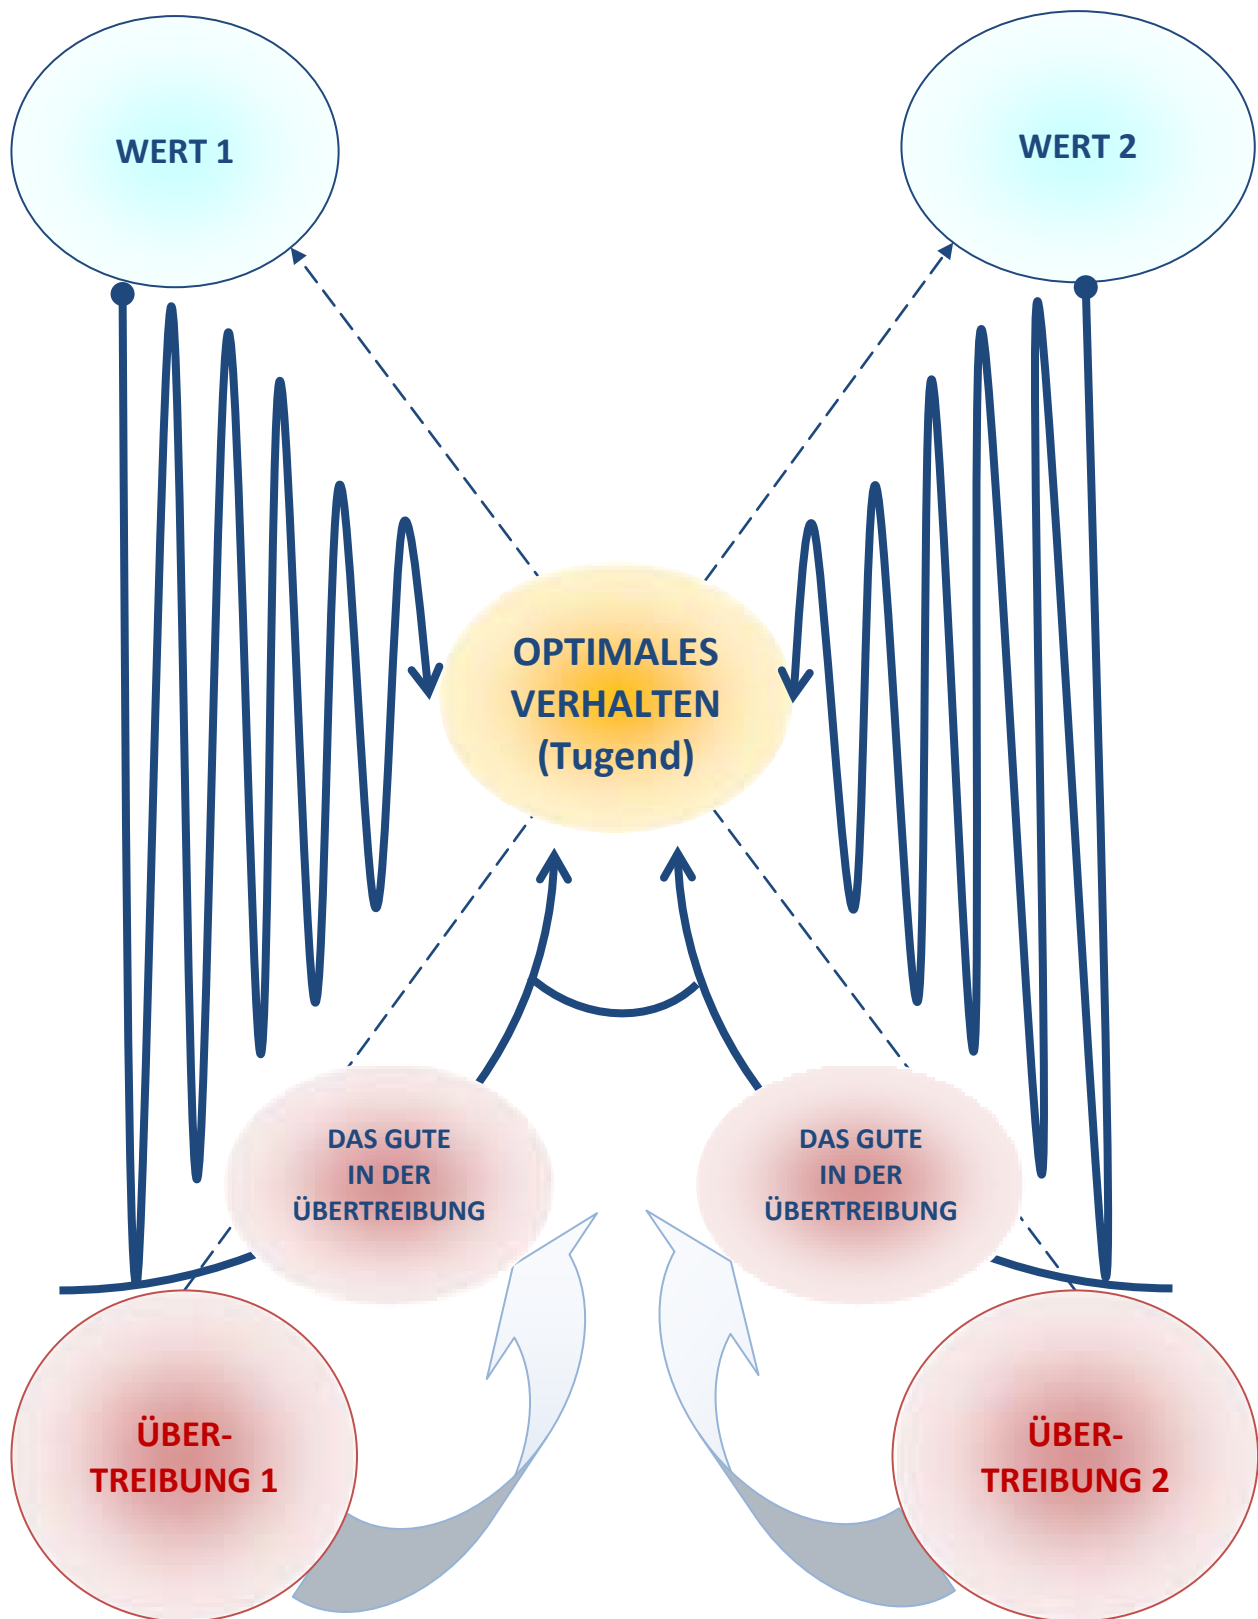 WERT 1
WERT 2
OPTIMALES
VERHALTEN
(Tugend)
DAS GUTE
IN DER
ÜBERTREIBUNG
DAS GUTE
IN DER
ÜBERTREIBUNG
ÜBER-
TREIBUNG 1
ÜBER-
TREIBUNG 2